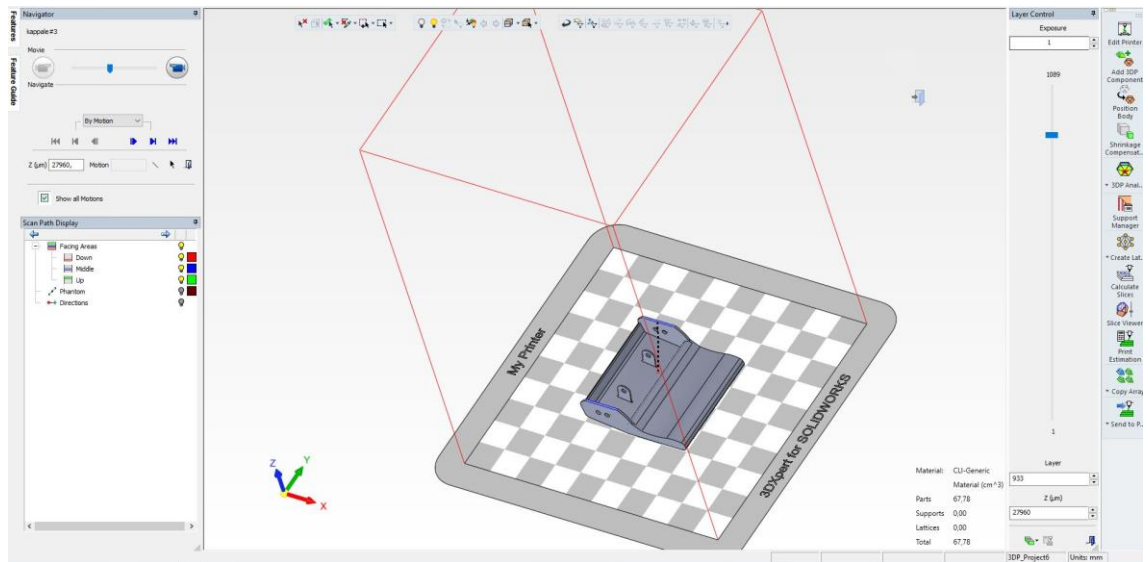 Features
Feature Guide
Navigator
kappale#3
Movie
Navigate
By Motion
Z (µm) 27960, Motion
Show all Motions
Scan Path Display
Facing Areas
Down
Middle
Up
Phantom
Directions
My Printer
3DXpert for SOLIDWORKS
Z
Y
X
Material: CLI-Generic
Material (cm^3)
Parts 67,78
Supports 0,00
Lattices 0,00
Total 67,78
Layer Control
Exposure
1
1089
1
Layer
933
Z (µm)
27960
Edit Printer
Add 3DP
Component
Position
Body
Shrinkage
Compensat...
3DP Anal...
Support
Manager
Create Lat...
Calculate
Slices
Slice Viewer
Print
Estimation
Copy Array
Send to P...
3DP_Project6 Units: mm